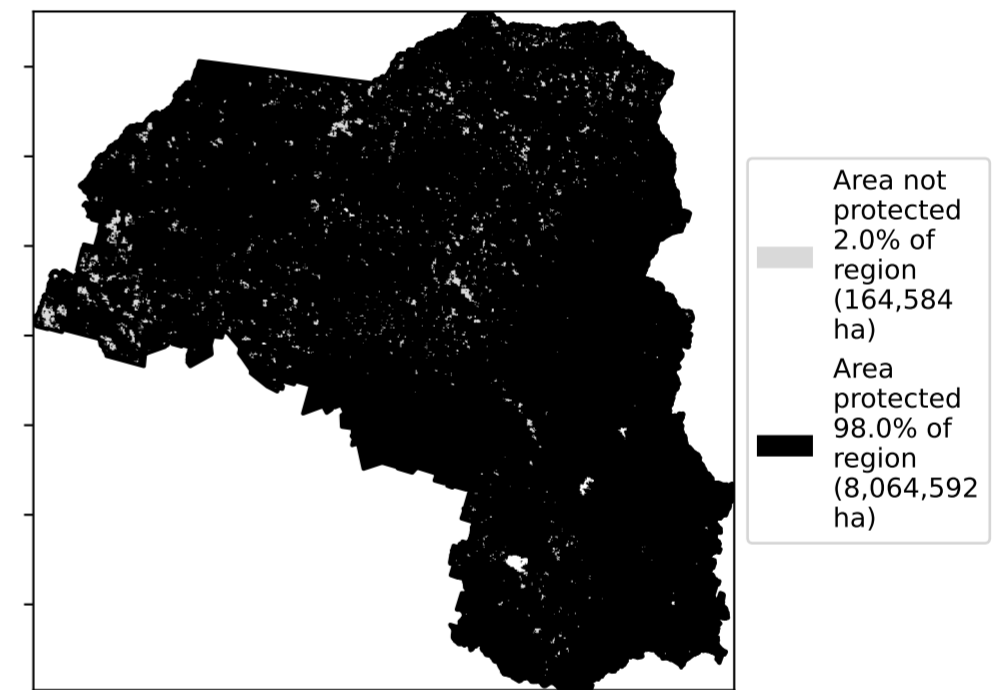 Area not
protected
2.0% of
region
(164,584
ha)
Area
protected
98.0% of
region
(8,064,592
ha)